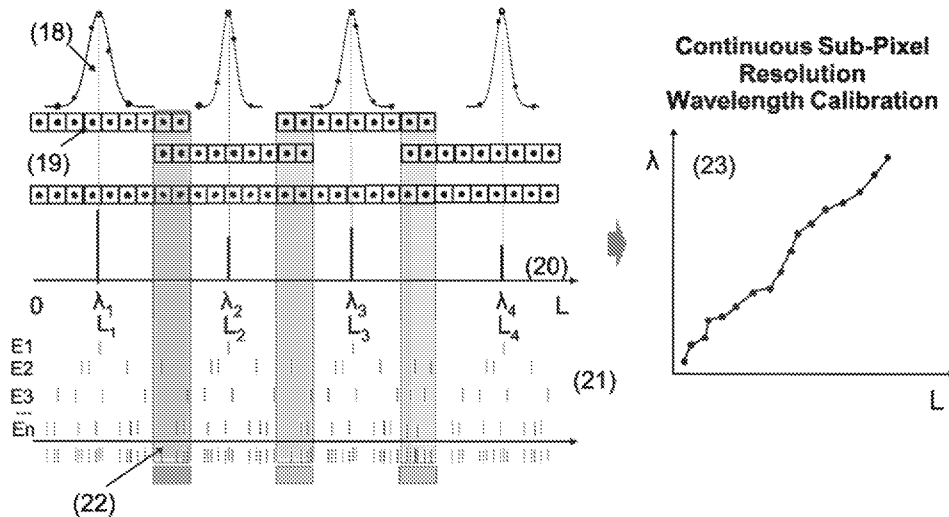 (18)
Continuous Sub-Pixel
Resolution
Wavelength Calibration
(19)
λ (23)
(20)
0 λ1 λ2 λ3 λ4 L
L1 L2 L3 L4
E1
E2
(21)
E3
...
En
L
(22)